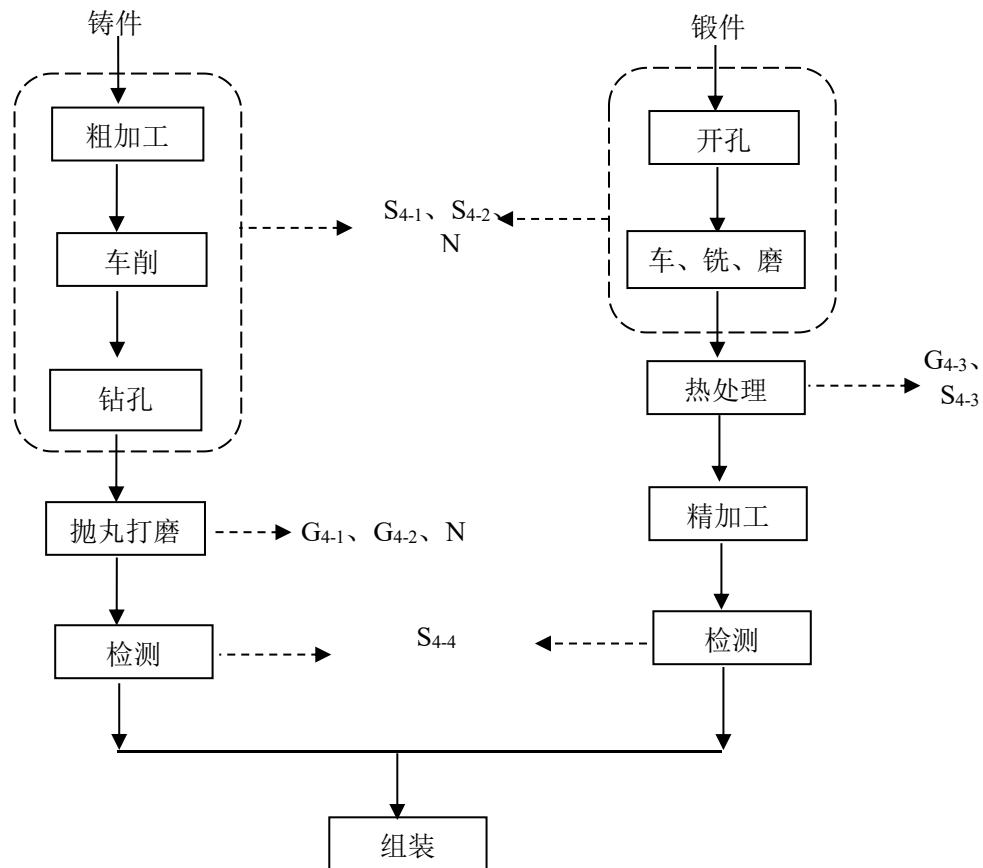 铸件
锻件
粗加工
开孔
S4-1、S4-2、
N
车削
车、铣、磨
G4-3、
S4-3
钻孔
热处理
抛丸打磨
G4-1、G4-2、N
精加工
检测
S4-4
检测
组装